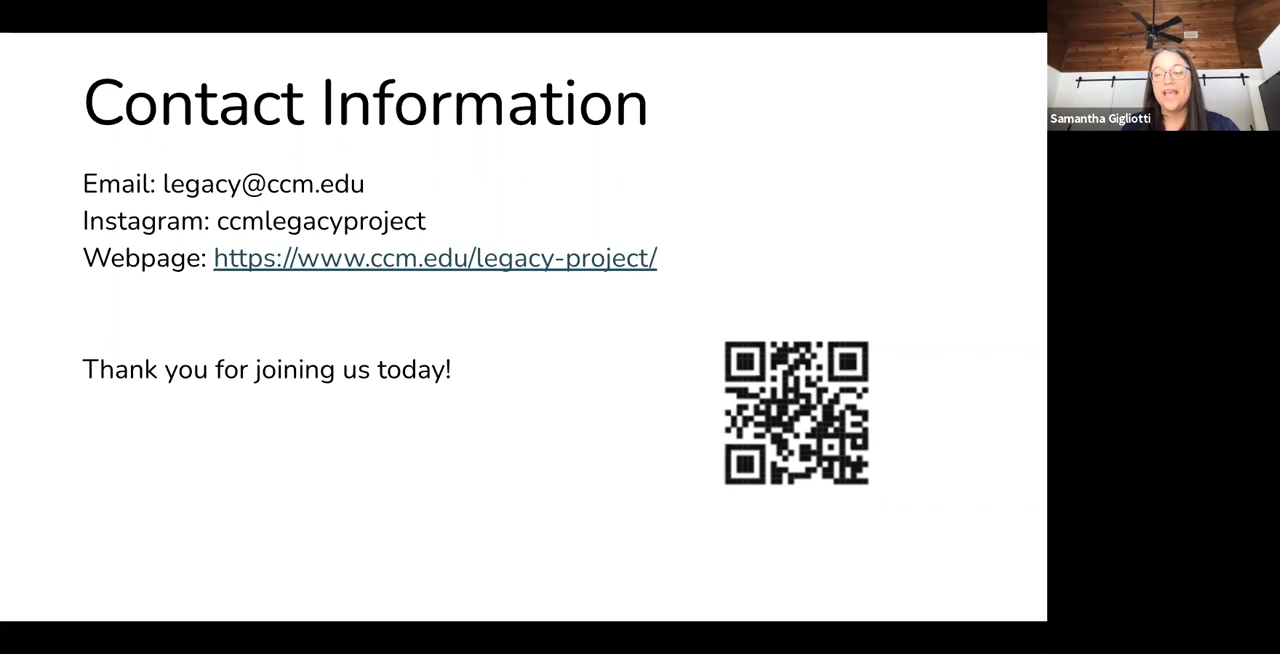 Contact Information
Email: legacy@ccm.edu
Instagram: ccmlegacyproject
Webpage: https://www.ccm.edu/legacy-project/
Thank you for joining us today!
Samantha Gigliotti